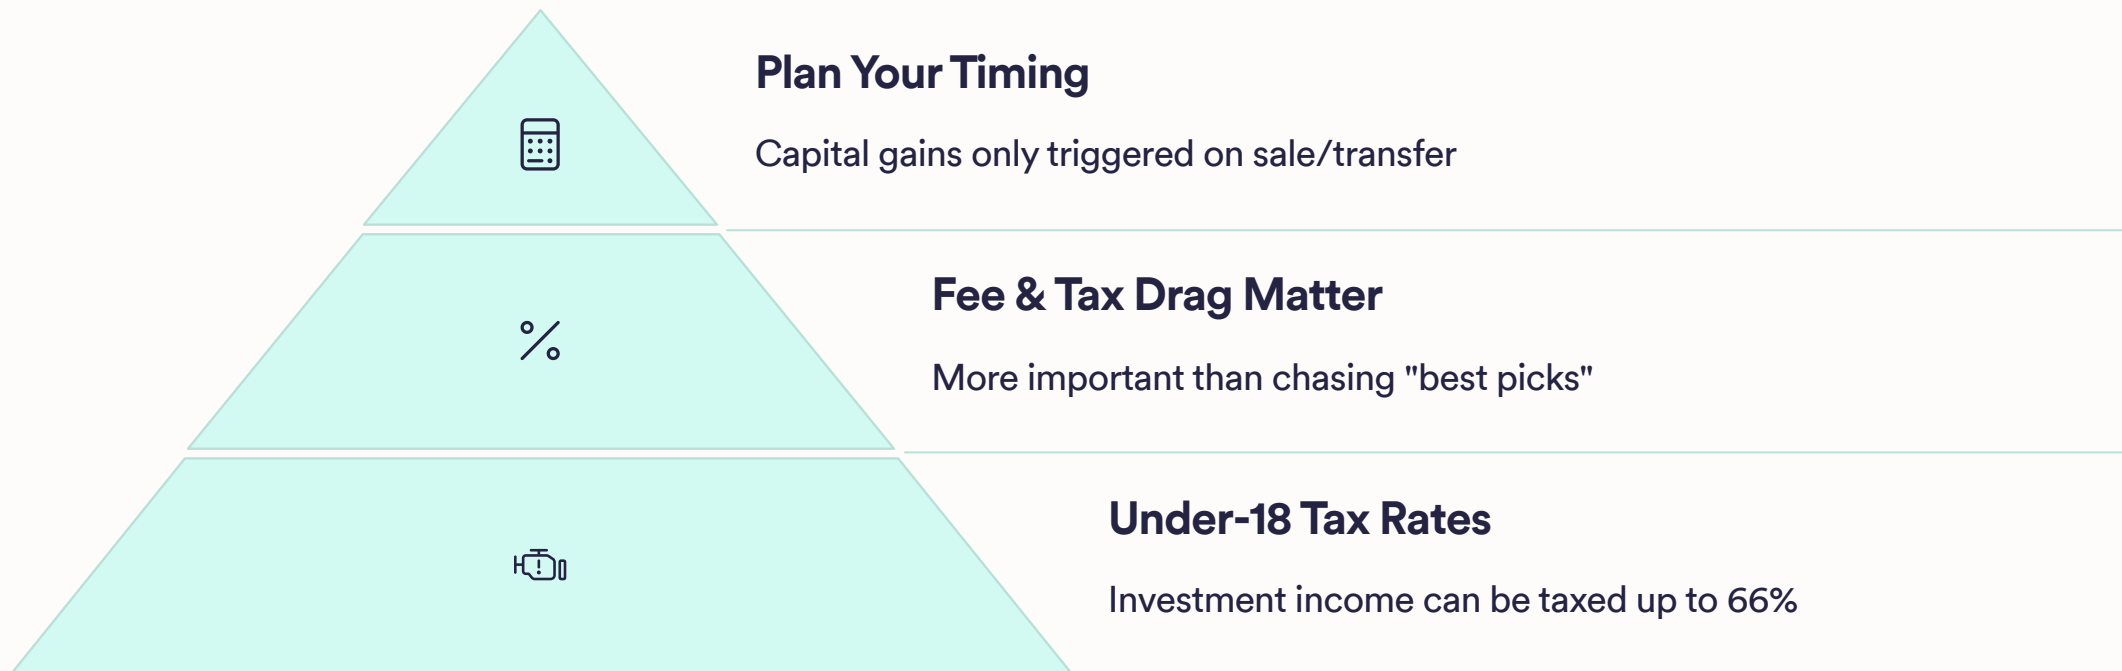 Plan Your Timing
Capital gains only triggered on sale/transfer
Fee & Tax Drag Matter
More important than chasing "best picks"
Under-18 Tax Rates
Investment income can be taxed up to 66%